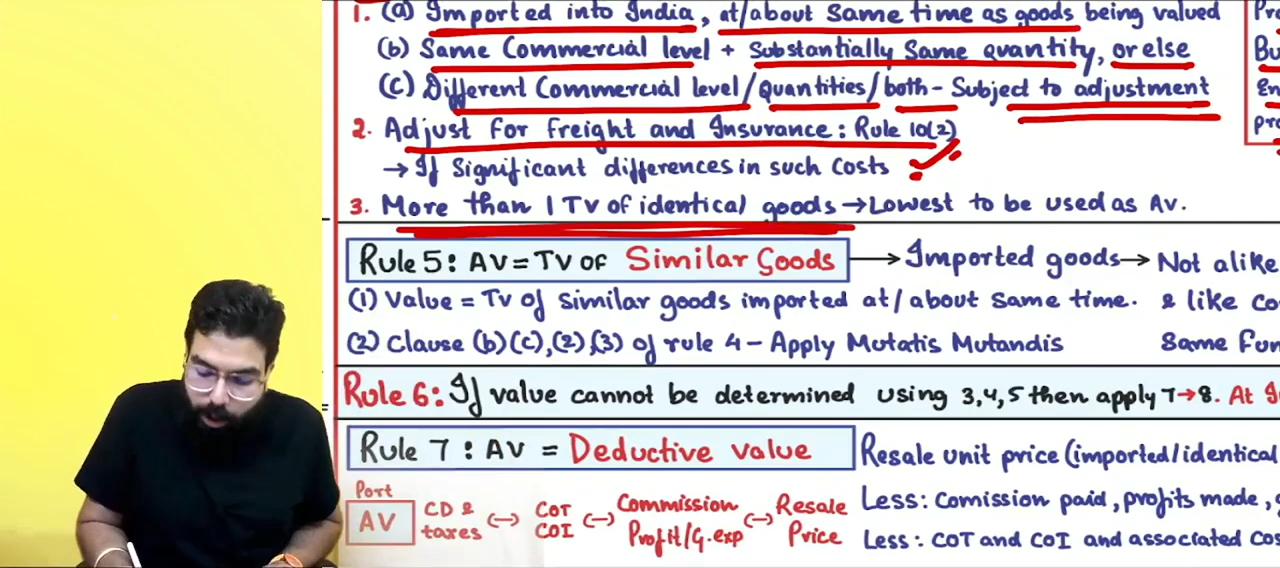 1. (a) Imported into India, at/about same time as goods being valued
(b) Same Commercial level + Substantially Same quantity, or else
(c) Different Commercial level/quantities/both - Subject to adjustment
2. Adjust for freight and Insurance: Rule 10(2)
→ If Significant differences in such Costs
3. More than 1 TV of identical goods → Lowest to be used as AV.
Rule 5: AV = TV of Similar Goods → Imported goods → Not alike
(1) Value = TV of similar goods imported at/about same time. & like Co
(2) Clause (b)(c),(2),(3) of rule 4 - Apply Mutatis Mutandis Same Fun
Rule 6: If value cannot be determined using 3,4,5 then apply 7→8. At I
Rule 7: AV = Deductive value Resale unit price (imported/identical
Port
AV CD & taxes (-) COT COI (-) Commission Profit/G.exp (-) Resale Price
Less: Comission paid, profits made,
Less: COT and COI and associated cos